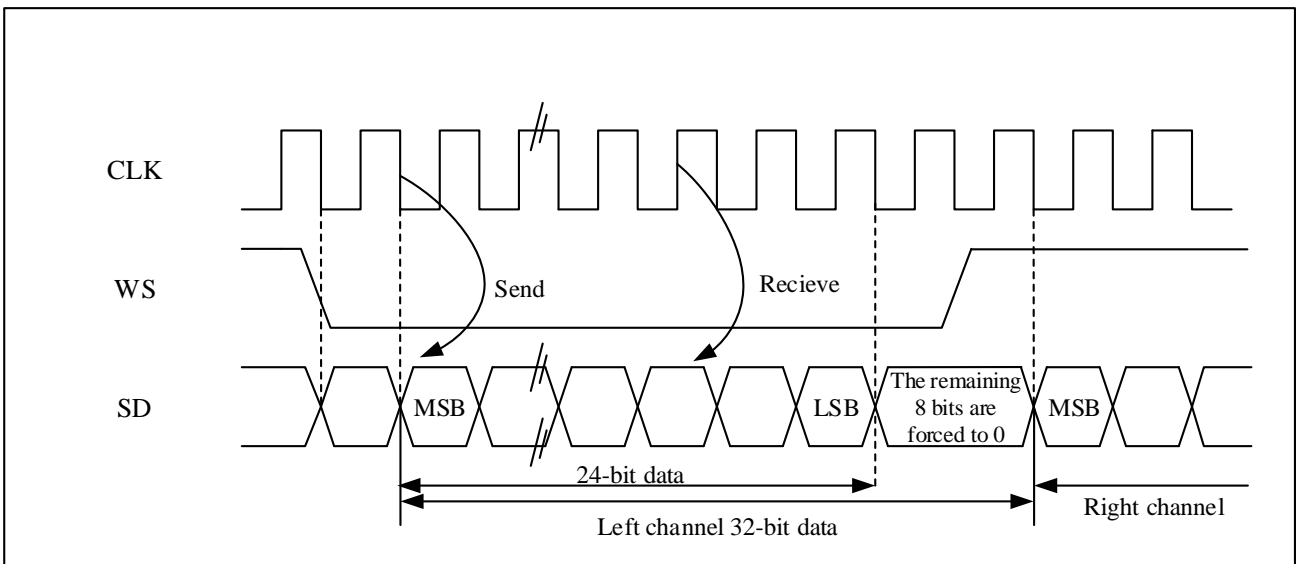 CLK
WS
Send
Recieve
SD
MSB
LSB
The remaining
8 bits are
forced to 0
MSB
24-bit data
Right channel
Left channel 32-bit data